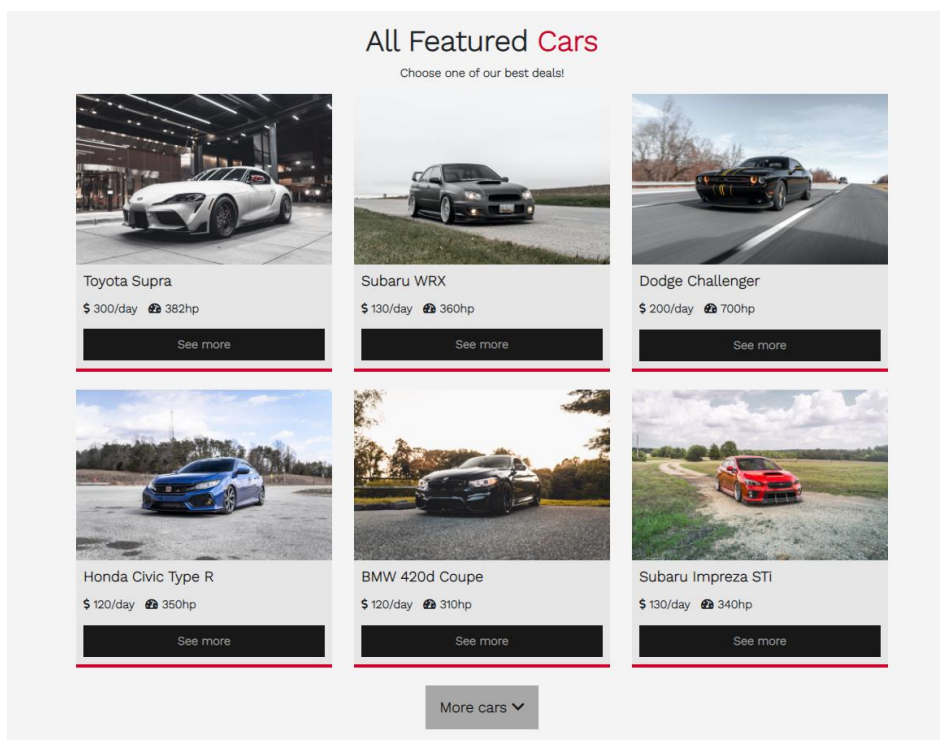 All Featured Cars
Choose one of our best deals!
Toyota Supra
$ 300/day 382hp
See more
Subaru WRX
$ 130/day 360hp
See more
Dodge Challenger
$ 200/day 700hp
See more
Honda Civic Type R
$ 120/day 350hp
See more
BMW 420d Coupe
$ 120/day 310hp
See more
Subaru Impreza STi
$ 130/day 340hp
See more
More cars